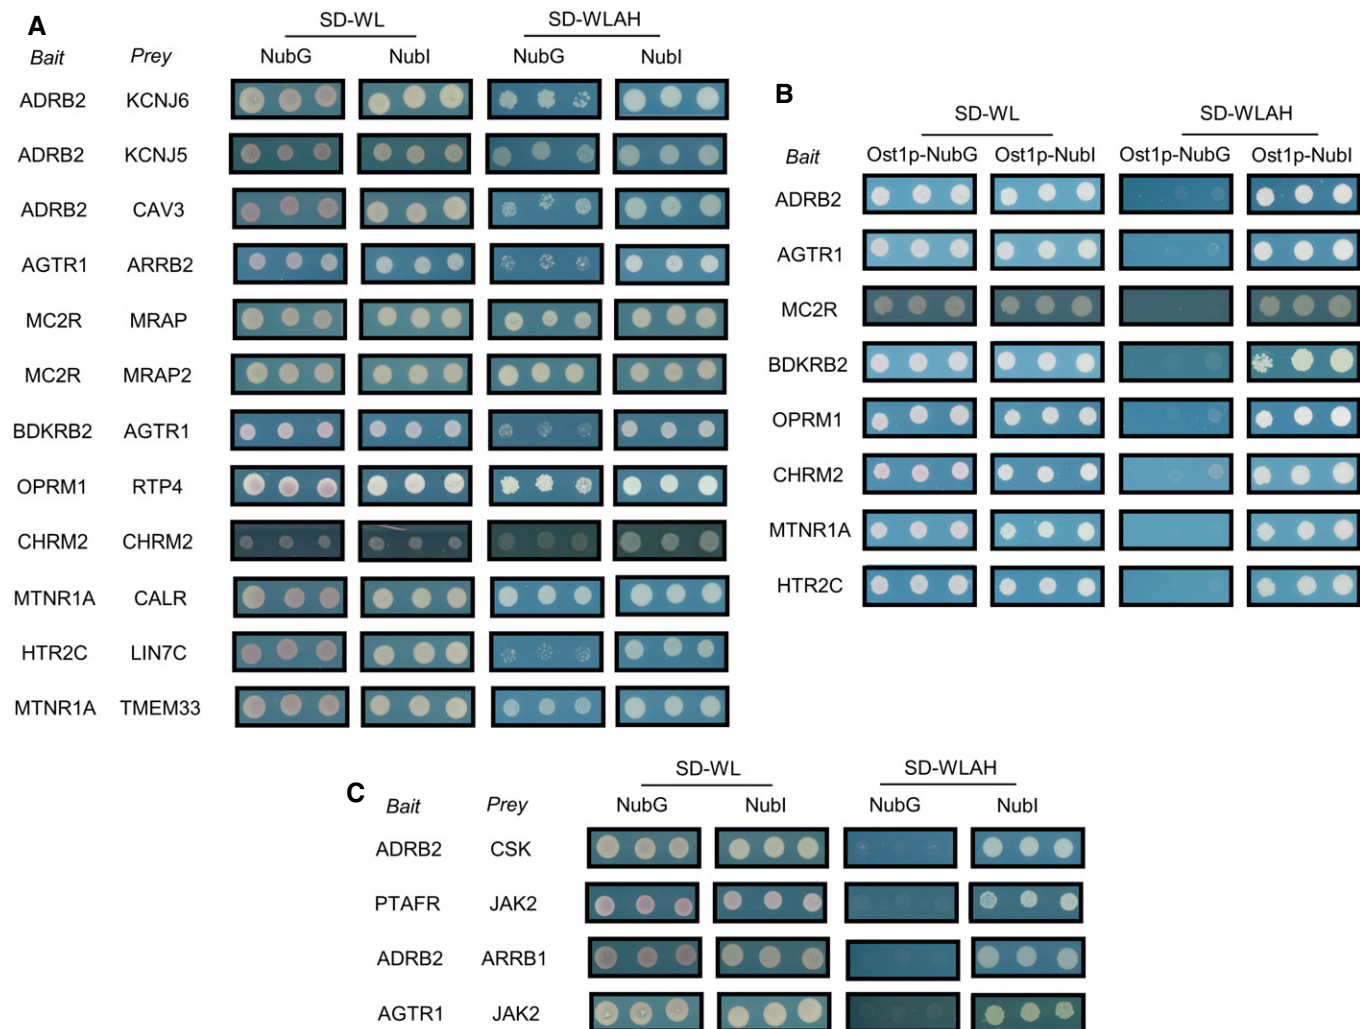 A
SD-WL SD-WLAH
Bait Prey NubG NubI NubG NubI
ADRB2 KCNJ6
ADRB2 KCNJ5
ADRB2 CAV3
AGTR1 ARRB2
MC2R MRAP
MC2R MRAP2
BDKRB2 AGTR1
OPRM1 RTP4
CHRM2 CHRM2
MTNR1A CALR
HTR2C LIN7C
MTNR1A TMEM33
B
SD-WL SD-WLAH
Bait Ost1p-NubG Ost1p-NubI Ost1p-NubG Ost1p-NubI
ADRB2
AGTR1
MC2R
BDKRB2
OPRM1
CHRM2
MTNR1A
HTR2C
C
SD-WL SD-WLAH
Bait Prey NubG NubI NubG NubI
ADRB2 CSK
PTAFR JAK2
ADRB2 ARRB1
AGTR1 JAK2